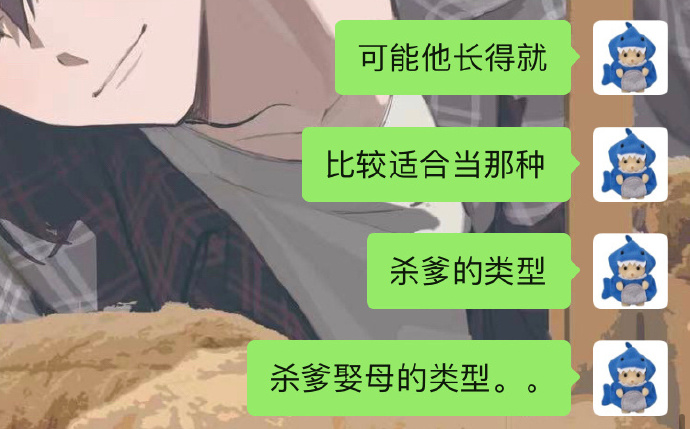 可能他长得就
比较适合当那种
杀爹的类型
杀爹娶母的类型。。